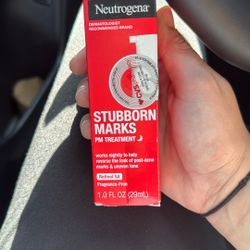 Neutrogena®
DERMATOLOGIST
RECOMMENDED BRAND
STUBBORN
MARKS
PM TREATMENT
works nightly to help
reverse the look of post-acne
marks & uneven tone
Retinol SA
Fragrance-Free
1.0 FL OZ (29mL)